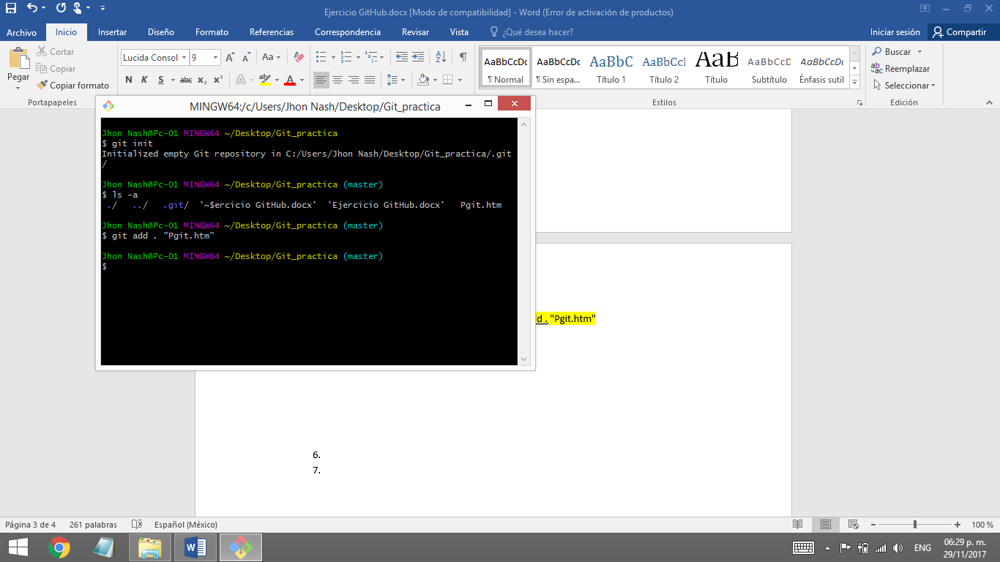 Ejercicio GitHub.docx [Modo de compatibilidad] - Word (Error de activación de productos)
Archivo Inicio Insertar Diseño Formato Referencias Correspondencia Revisar Vista ¿Qué desea hacer? Iniciar sesión Compartir
Pegar
Cortar
Copiar
Copiar formato
Portapapeles
Lucida Consol 9 A A Aa
N K S abc x₂ x² A ab A
A Z ¶
AaBbCcDc AaBbCcDc AaBbC AaBbCcI AaB AaBbCcD AaBbCcDt
¶ Normal ¶ Sin espa... Título 1 Título 2 Título Subtítulo Énfasis sutil
Estilos
Buscar
Reemplazar
Seleccionar
Edición
MINGW64:/c/Users/Jhon Nash/Desktop/Git_practica
Jhon Nash@Pc-01 MINGW64 ~/Desktop/Git_practica
$ git init
Initialized empty Git repository in C:/Users/Jhon Nash/Desktop/Git_practica/.git
/
Jhon Nash@Pc-01 MINGW64 ~/Desktop/Git_practica (master)
$ ls -a
./ ../ .git/ '~$ercicio GitHub.docx' 'Ejercicio GitHub.docx' Pgit.htm
Jhon Nash@Pc-01 MINGW64 ~/Desktop/Git_practica (master)
$ git add . "Pgit.htm"
Jhon Nash@Pc-01 MINGW64 ~/Desktop/Git_practica (master)
$
d . "Pgit.htm"
6.
7.
Página 3 de 4 261 palabras Español (México) 100 %
ENG
06:29 p. m.
29/11/2017